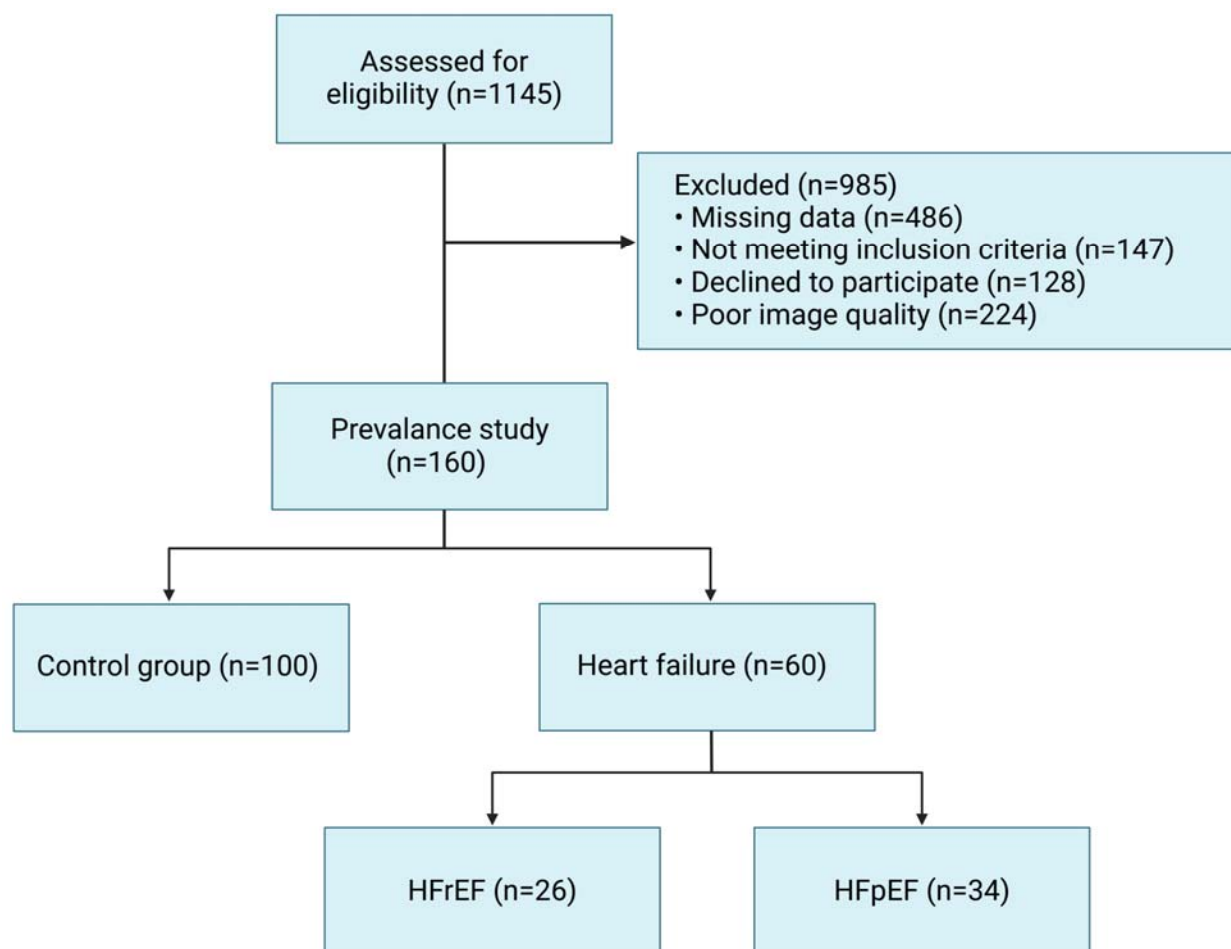 Assessed for
eligibility (n=1145)
Excluded (n=985)
• Missing data (n=486)
• Not meeting inclusion criteria (n=147)
• Declined to participate (n=128)
• Poor image quality (n=224)
Prevalance study
(n=160)
Control group (n=100)
Heart failure (n=60)
HFrEF (n=26)
HFpEF (n=34)